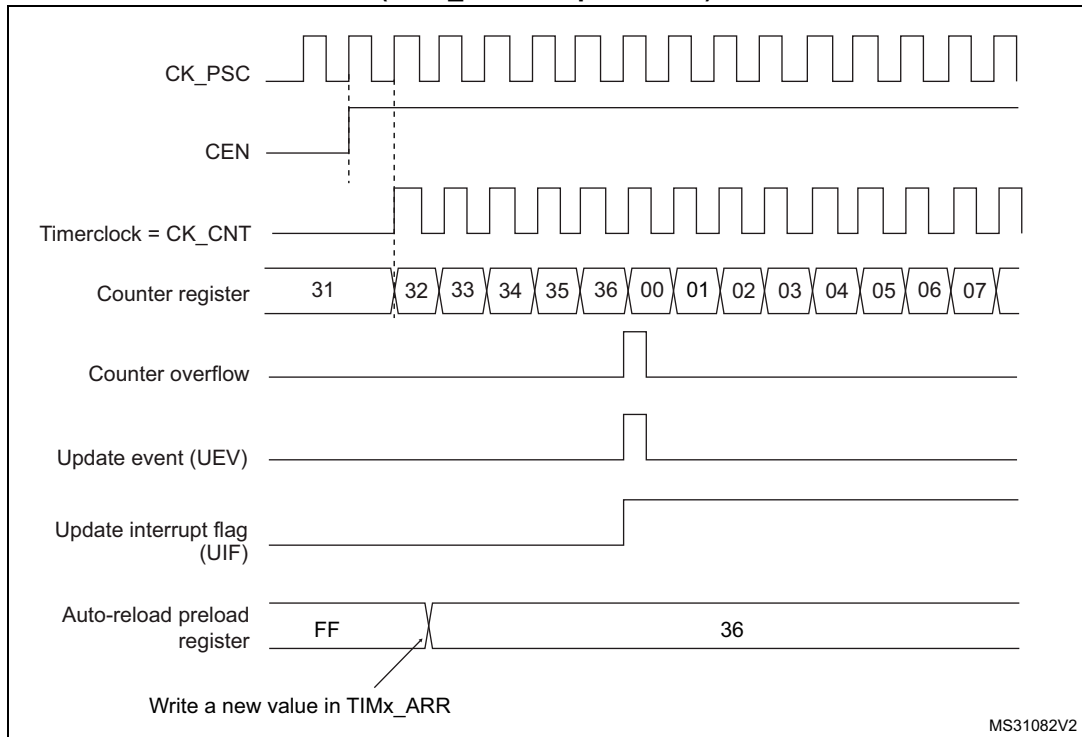 CK_PSC
CEN
Timerclock = CK_CNT
Counter register 31 32 33 34 35 36 00 01 02 03 04 05 06 07
Counter overflow
Update event (UEV)
Update interrupt flag
(UIF)
Auto-reload preload
register FF 36
Write a new value in TIMx_ARR
MS31082V2